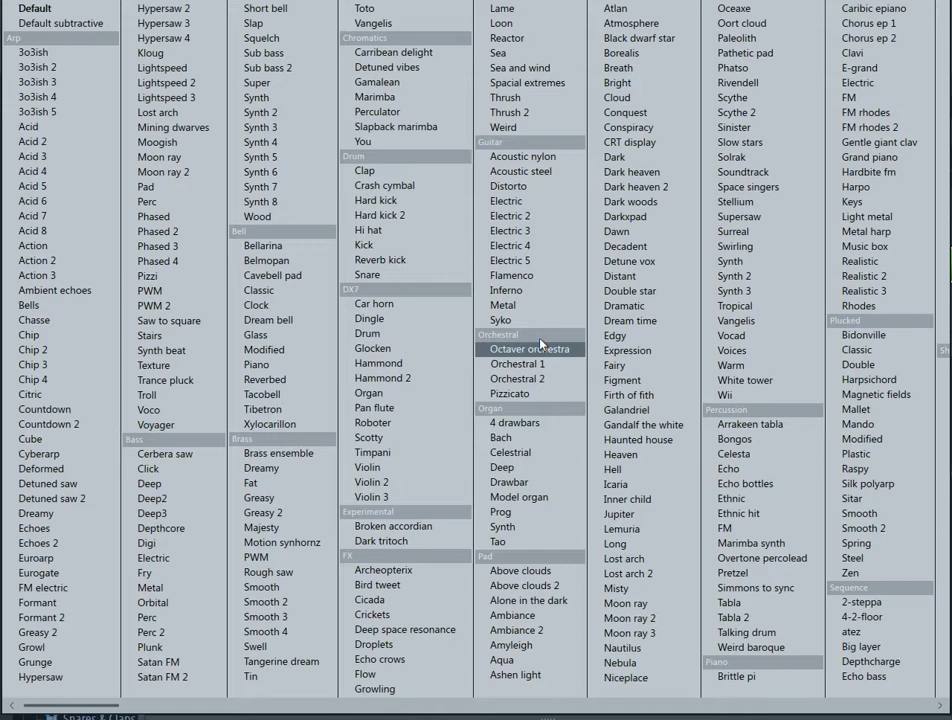 Default
Default subtractive
Arp
3o3ish
3o3ish 2
3o3ish 3
3o3ish 4
3o3ish 5
Acid
Acid 2
Acid 3
Acid 4
Acid 5
Acid 6
Acid 7
Acid 8
Action
Action 2
Action 3
Ambient echoes
Bells
Chasse
Chip
Chip 2
Chip 3
Chip 4
Citric
Countdown
Countdown 2
Cube
Cyberarp
Deformed
Detuned saw
Detuned saw 2
Dreamy
Echoes
Echoes 2
Euroarp
Eurogate
FM electric
Formant
Formant 2
Greasy 2
Growl
Grunge
Hypersaw
Hypersaw 2
Hypersaw 3
Hypersaw 4
Kloug
Lightspeed
Lightspeed 2
Lightspeed 3
Lost arch
Mining dwarves
Moogish
Moon ray
Moon ray 2
Pad
Perc
Phased
Phased 2
Phased 3
Phased 4
Pizzi
PWM
PWM 2
Saw to square
Stairs
Synth beat
Texture
Trance pluck
Troll
Voco
Voyager
Bass
Cerbera saw
Click
Deep
Deep2
Deep3
Depthcore
Digi
Electric
Fry
Metal
Orbital
Perc
Perc 2
Plunk
Satan FM
Satan FM 2
Short bell
Slap
Squelch
Sub bass
Sub bass 2
Super
Synth
Synth 2
Synth 3
Synth 4
Synth 5
Synth 6
Synth 7
Synth 8
Wood
Bell
Bellarina
Belmopan
Cavebell pad
Classic
Clock
Dream bell
Glass
Modified
Piano
Reverbed
Tacobell
Tibetron
Xylocarillon
Brass
Brass ensemble
Dreamy
Fat
Greasy
Greasy 2
Majesty
Motion synhornz
PWM
Rough saw
Smooth
Smooth 2
Smooth 3
Smooth 4
Swell
Tangerine dream
Tin
Toto
Vangelis
Chromatics
Carribean delight
Detuned vibes
Gamalean
Marimba
Perculator
Slapback marimba
You
Drum
Clap
Crash cymbal
Hard kick
Hard kick 2
Hi hat
Kick
Reverb kick
Snare
DX7
Car horn
Dingle
Drum
Glocken
Hammond
Hammond 2
Organ
Pan flute
Roboter
Scotty
Timpani
Violin
Violin 2
Violin 3
Experimental
Broken accordian
Dark tritoch
FX
Archeopterix
Bird tweet
Cicada
Crickets
Deep space resonance
Droplets
Echo crows
Flow
Growling
Lame
Loon
Reactor
Sea
Sea and wind
Spacial extremes
Thrush
Thrush 2
Weird
Guitar
Acoustic nylon
Acoustic steel
Distorto
Electric
Electric 2
Electric 3
Electric 4
Electric 5
Flamenco
Inferno
Metal
Syko
Orchestral
Octaver orchestra
Orchestral 1
Orchestral 2
Pizzicato
Organ
4 drawbars
Bach
Celestrial
Deep
Drawbar
Model organ
Prog
Synth
Tao
Pad
Above clouds
Above clouds 2
Alone in the dark
Ambiance
Ambiance 2
Amyleigh
Aqua
Ashen light
Atlan
Atmosphere
Black dwarf star
Borealis
Breath
Bright
Cloud
Conquest
Conspiracy
CRT display
Dark
Dark heaven
Dark heaven 2
Dark woods
Darkxpad
Dawn
Decadent
Detune vox
Distant
Double star
Dramatic
Dream time
Edgy
Expression
Fairy
Figment
Firth of fith
Galandriel
Gandalf the white
Haunted house
Heaven
Hell
Icaria
Inner child
Jupiter
Lemuria
Long
Lost arch
Lost arch 2
Misty
Moon ray
Moon ray 2
Moon ray 3
Nautilus
Nebula
Niceplace
Oceaxe
Oort cloud
Paleolith
Pathetic pad
Phatso
Rivendell
Scythe
Scythe 2
Sinister
Slow stars
Solrak
Soundtrack
Space singers
Stellium
Supersaw
Surreal
Swirling
Synth
Synth 2
Synth 3
Tropical
Vangelis
Vocad
Voices
Warm
White tower
Wii
Percussion
Arrakeen tabla
Bongos
Celesta
Echo
Echo bottles
Ethnic
Ethnic hit
FM
Marimba synth
Overtone percolead
Pretzel
Simmons to sync
Tabla
Tabla 2
Talking drum
Weird baroque
Piano
Brittle pi
Caribic epiano
Chorus ep 1
Chorus ep 2
Clavi
E-grand
Electric
FM
FM rhodes
FM rhodes 2
Gentle giant clav
Grand piano
Hardbite fm
Harpo
Keys
Light metal
Metal harp
Music box
Realistic
Realistic 2
Realistic 3
Rhodes
Plucked
Bidonville
Classic
Double
Harpsichord
Magnetic fields
Mallet
Mando
Modified
Plastic
Raspy
Silk polyarp
Sitar
Smooth
Smooth 2
Spring
Steel
Zen
Sequence
2-steppa
4-2-floor
atez
Big layer
Depthcharge
Echo bass
Sh
Snares & Claps